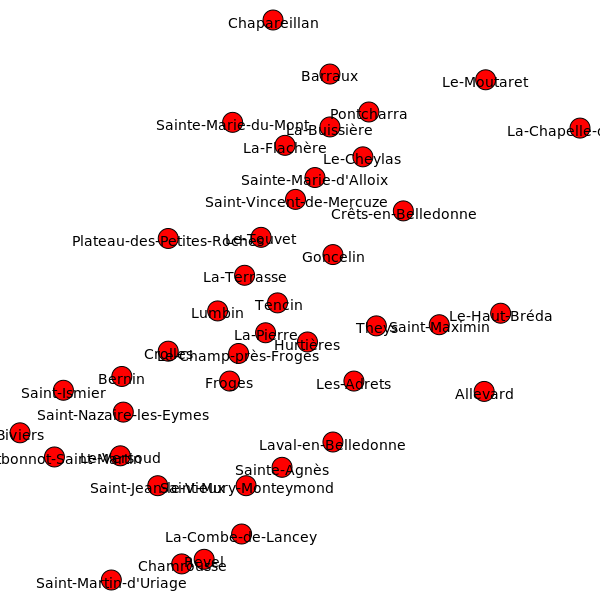 Chapareillan
Barraux
Le-Moutaret
Pontcharra
Sainte-Marie-du-Mont
La-Buissière
La-Chapelle-d
La-Flachère
Le-Cheylas
Sainte-Marie-d'Alloix
Saint-Vincent-de-Mercuze
Crêts-en-Belledonne
Plateau-des-Petites-Roches
Le-Touvet
Goncelin
La-Terrasse
Tencin
Lumbin
Le-Haut-Bréda
Theys
Saint-Maximin
La-Pierre
Hurtières
Crolles
Le-Champ-près-Froges
Bernin
Froges
Les-Adrets
Saint-Ismier
Allevard
Saint-Nazaire-les-Eymes
Biviers
Laval-en-Belledonne
tbonnot-Saint-Martin
Le-Versoud
Sainte-Agnès
Saint-Jean-le-Vieux
Saint-Mury-Monteymond
La-Combe-de-Lancey
Revel
Chamrousse
Saint-Martin-d'Uriage